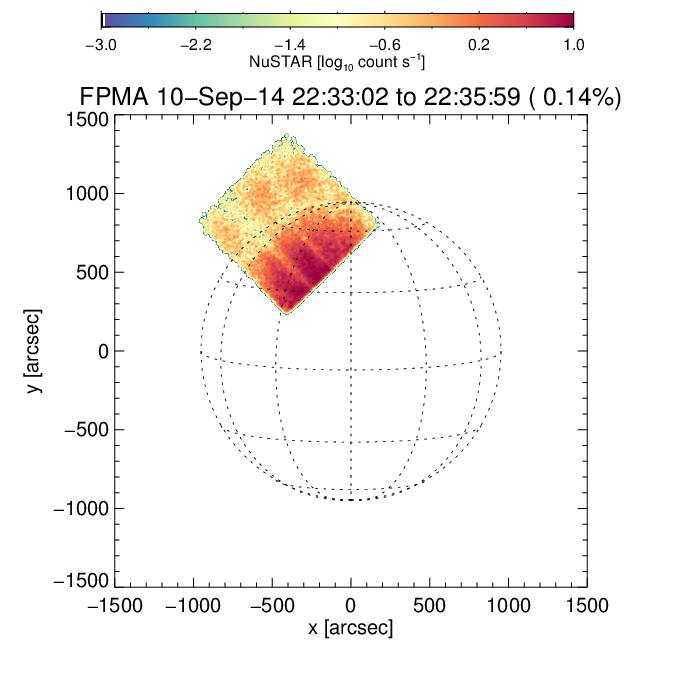 −3.0 −2.2 −1.4 −0.6 0.2 1.0
NuSTAR [log₁₀ count s⁻¹]
FPMA 10−Sep−14 22:33:02 to 22:35:59 ( 0.14%)
1500
1000
500
0
−500
−1000
−1500
y [arcsec]
−1500 −1000 −500 0 500 1000 1500
x [arcsec]